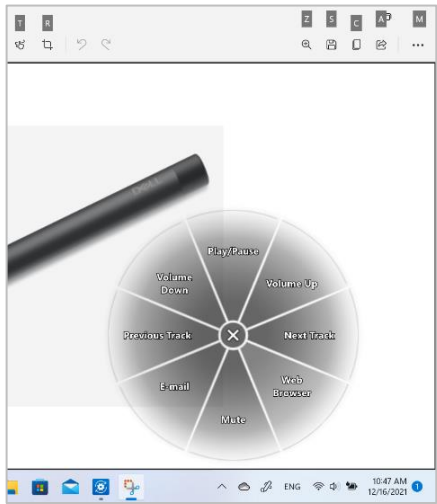 T R Z S C A M
DELL
Play/Pause
Volume
Down
Volume Up
Previous Track
Next Track
E-mail
Web
Browser
Mute
ENG
10:47 AM
12/16/2021
1